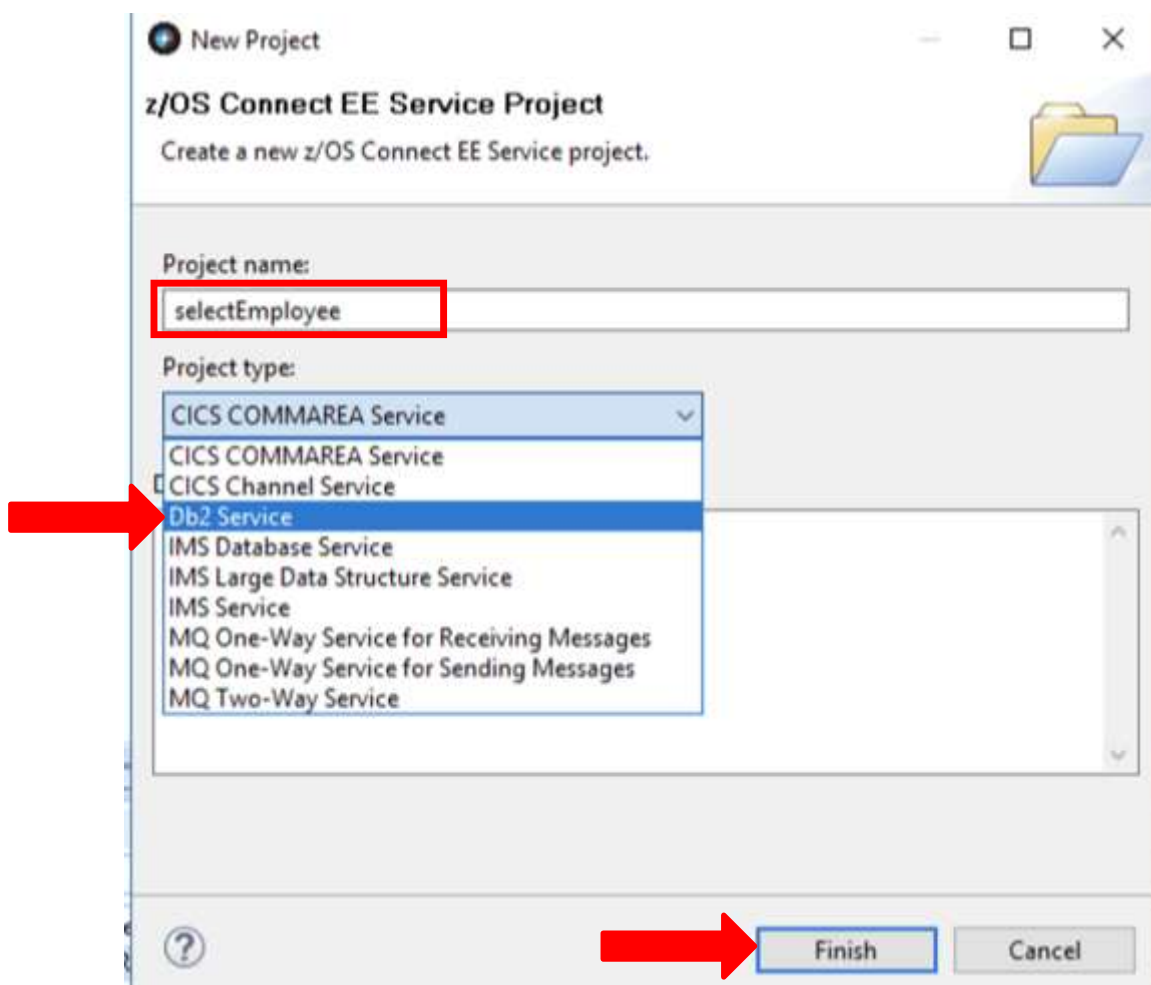 New Project
z/OS Connect EE Service Project
Create a new z/OS Connect EE Service project.
Project name:
selectEmployee
Project type:
CICS COMMAREA Service
CICS COMMAREA Service
CICS Channel Service
Db2 Service
IMS Database Service
IMS Large Data Structure Service
IMS Service
MQ One-Way Service for Receiving Messages
MQ One-Way Service for Sending Messages
MQ Two-Way Service
?
Finish
Cancel